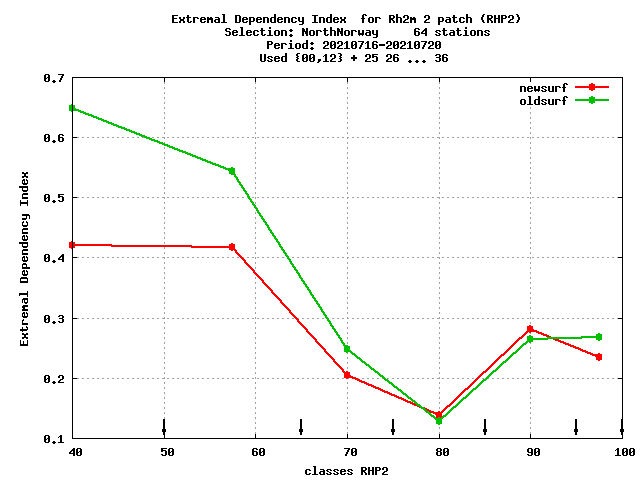 Extremal Dependency Index  for Rh2m 2 patch (RHP2)
Selection: NorthNorway     64 stations
Period: 20210716-20210720
Used {00,12} + 25 26 ... 36
newsurf
oldsurf
0.7
0.6
0.5
0.4
0.3
0.2
0.1
Extremal Dependency Index
40 50 60 70 80 90 100
classes RHP2